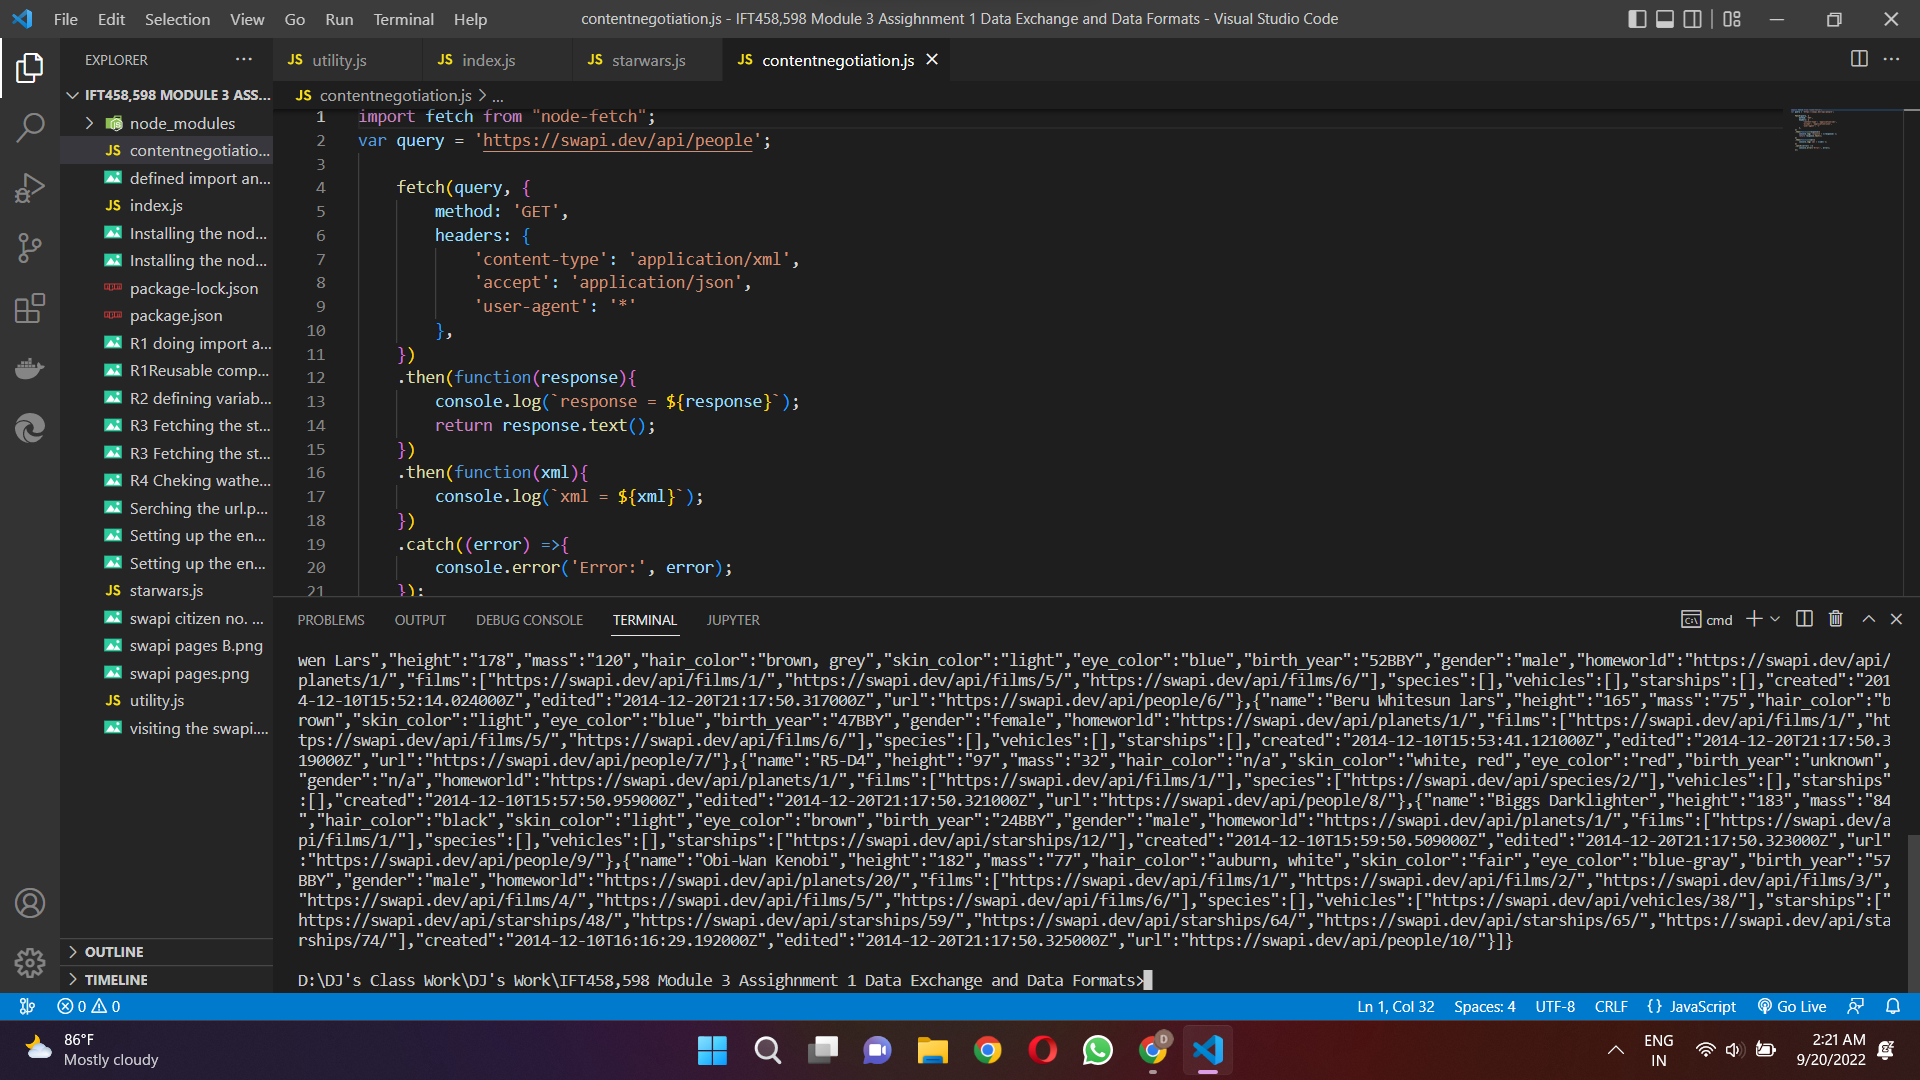 File Edit Selection View Go Run Terminal Help
contentnegotiation.js - IFT458,598 Module 3 Assighnment 1 Data Exchange and Data Formats - Visual Studio Code
EXPLORER
IFT458,598 MODULE 3 ASS...
node_modules
JS contentnegotiatio...
defined import an...
JS index.js
Installing the nod...
Installing the nod...
package-lock.json
package.json
R1 doing import a...
R1Reusable comp...
R2 defining variab...
R3 Fetching the st...
R3 Fetching the st...
R4 Cheking wathe...
Serching the url.p...
Setting up the en...
Setting up the en...
JS starwars.js
swapi citizen no. ...
swapi pages B.png
swapi pages.png
JS utility.js
visiting the swapi....
OUTLINE
TIMELINE
JS utility.js JS index.js JS starwars.js JS contentnegotiation.js
JS contentnegotiation.js > ...
1 import fetch from "node-fetch";
2 var query = 'https://swapi.dev/api/people';
3
4 fetch(query, {
5 method: 'GET',
6 headers: {
7 'content-type': 'application/xml',
8 'accept': 'application/json',
9 'user-agent': '*'
10 },
11 })
12 .then(function(response){
13 console.log(`response = ${response}`);
14 return response.text();
15 })
16 .then(function(xml){
17 console.log(`xml = ${xml}`);
18 })
19 .catch((error) =>{
20 console.error('Error:', error);
21 });
PROBLEMS OUTPUT DEBUG CONSOLE TERMINAL JUPYTER
cmd
wen Lars","height":"178","mass":"120","hair_color":"brown, grey","skin_color":"light","eye_color":"blue","birth_year":"52BBY","gender":"male","homeworld":"https://swapi.dev/api/
planets/1/","films":["https://swapi.dev/api/films/1/","https://swapi.dev/api/films/5/","https://swapi.dev/api/films/6/"],"species":[],"vehicles":[],"starships":[],"created":"201
4-12-10T15:52:14.024000Z","edited":"2014-12-20T21:17:50.317000Z","url":"https://swapi.dev/api/people/6/"},{"name":"Beru Whitesun lars","height":"165","mass":"75","hair_color":"b
rown","skin_color":"light","eye_color":"blue","birth_year":"47BBY","gender":"female","homeworld":"https://swapi.dev/api/planets/1/","films":["https://swapi.dev/api/films/1/","ht
tps://swapi.dev/api/films/5/","https://swapi.dev/api/films/6/"],"species":[],"vehicles":[],"starships":[],"created":"2014-12-10T15:53:41.121000Z","edited":"2014-12-20T21:17:50.3
19000Z","url":"https://swapi.dev/api/people/7/"},{"name":"R5-D4","height":"97","mass":"32","hair_color":"n/a","skin_color":"white, red","eye_color":"red","birth_year":"unknown",
"gender":"n/a","homeworld":"https://swapi.dev/api/planets/1/","films":["https://swapi.dev/api/films/1/"],"species":["https://swapi.dev/api/species/2/"],"vehicles":[],"starships"
:[],"created":"2014-12-10T15:57:50.959000Z","edited":"2014-12-20T21:17:50.321000Z","url":"https://swapi.dev/api/people/8/"},{"name":"Biggs Darklighter","height":"183","mass":"84
","hair_color":"black","skin_color":"light","eye_color":"brown","birth_year":"24BBY","gender":"male","homeworld":"https://swapi.dev/api/planets/1/","films":["https://swapi.dev/a
pi/films/1/"],"species":[],"vehicles":[],"starships":["https://swapi.dev/api/starships/12/"],"created":"2014-12-10T15:59:50.509000Z","edited":"2014-12-20T21:17:50.323000Z","url"
:"https://swapi.dev/api/people/9/"},{"name":"Obi-Wan Kenobi","height":"182","mass":"77","hair_color":"auburn, white","skin_color":"fair","eye_color":"blue-gray","birth_year":"57
BBY","gender":"male","homeworld":"https://swapi.dev/api/planets/20/","films":["https://swapi.dev/api/films/1/","https://swapi.dev/api/films/2/","https://swapi.dev/api/films/3/",
"https://swapi.dev/api/films/4/","https://swapi.dev/api/films/5/","https://swapi.dev/api/films/6/"],"species":[],"vehicles":["https://swapi.dev/api/vehicles/38/"],"starships":["
https://swapi.dev/api/starships/48/","https://swapi.dev/api/starships/59/","https://swapi.dev/api/starships/64/","https://swapi.dev/api/starships/65/","https://swapi.dev/api/sta
rships/74/"],"created":"2014-12-10T16:16:29.192000Z","edited":"2014-12-20T21:17:50.325000Z","url":"https://swapi.dev/api/people/10/"}]}
D:\DJ's Class Work\DJ's Work\IFT458,598 Module 3 Assighnment 1 Data Exchange and Data Formats>
0 0 Ln 1, Col 32 Spaces: 4 UTF-8 CRLF {} JavaScript Go Live
86°F
Mostly cloudy
D
ENG
IN
2:21 AM
9/20/2022